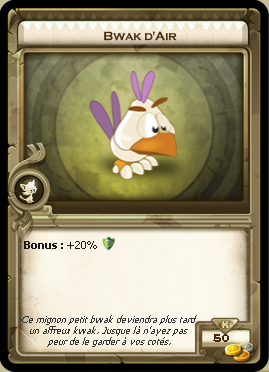 Bwak d'Air
Bonus : +20%
Ce mignon petit bwak deviendra plus tard
un affreux kwak. Jusque là n'ayez pas
peur de le garder à vos cotés.
K
50